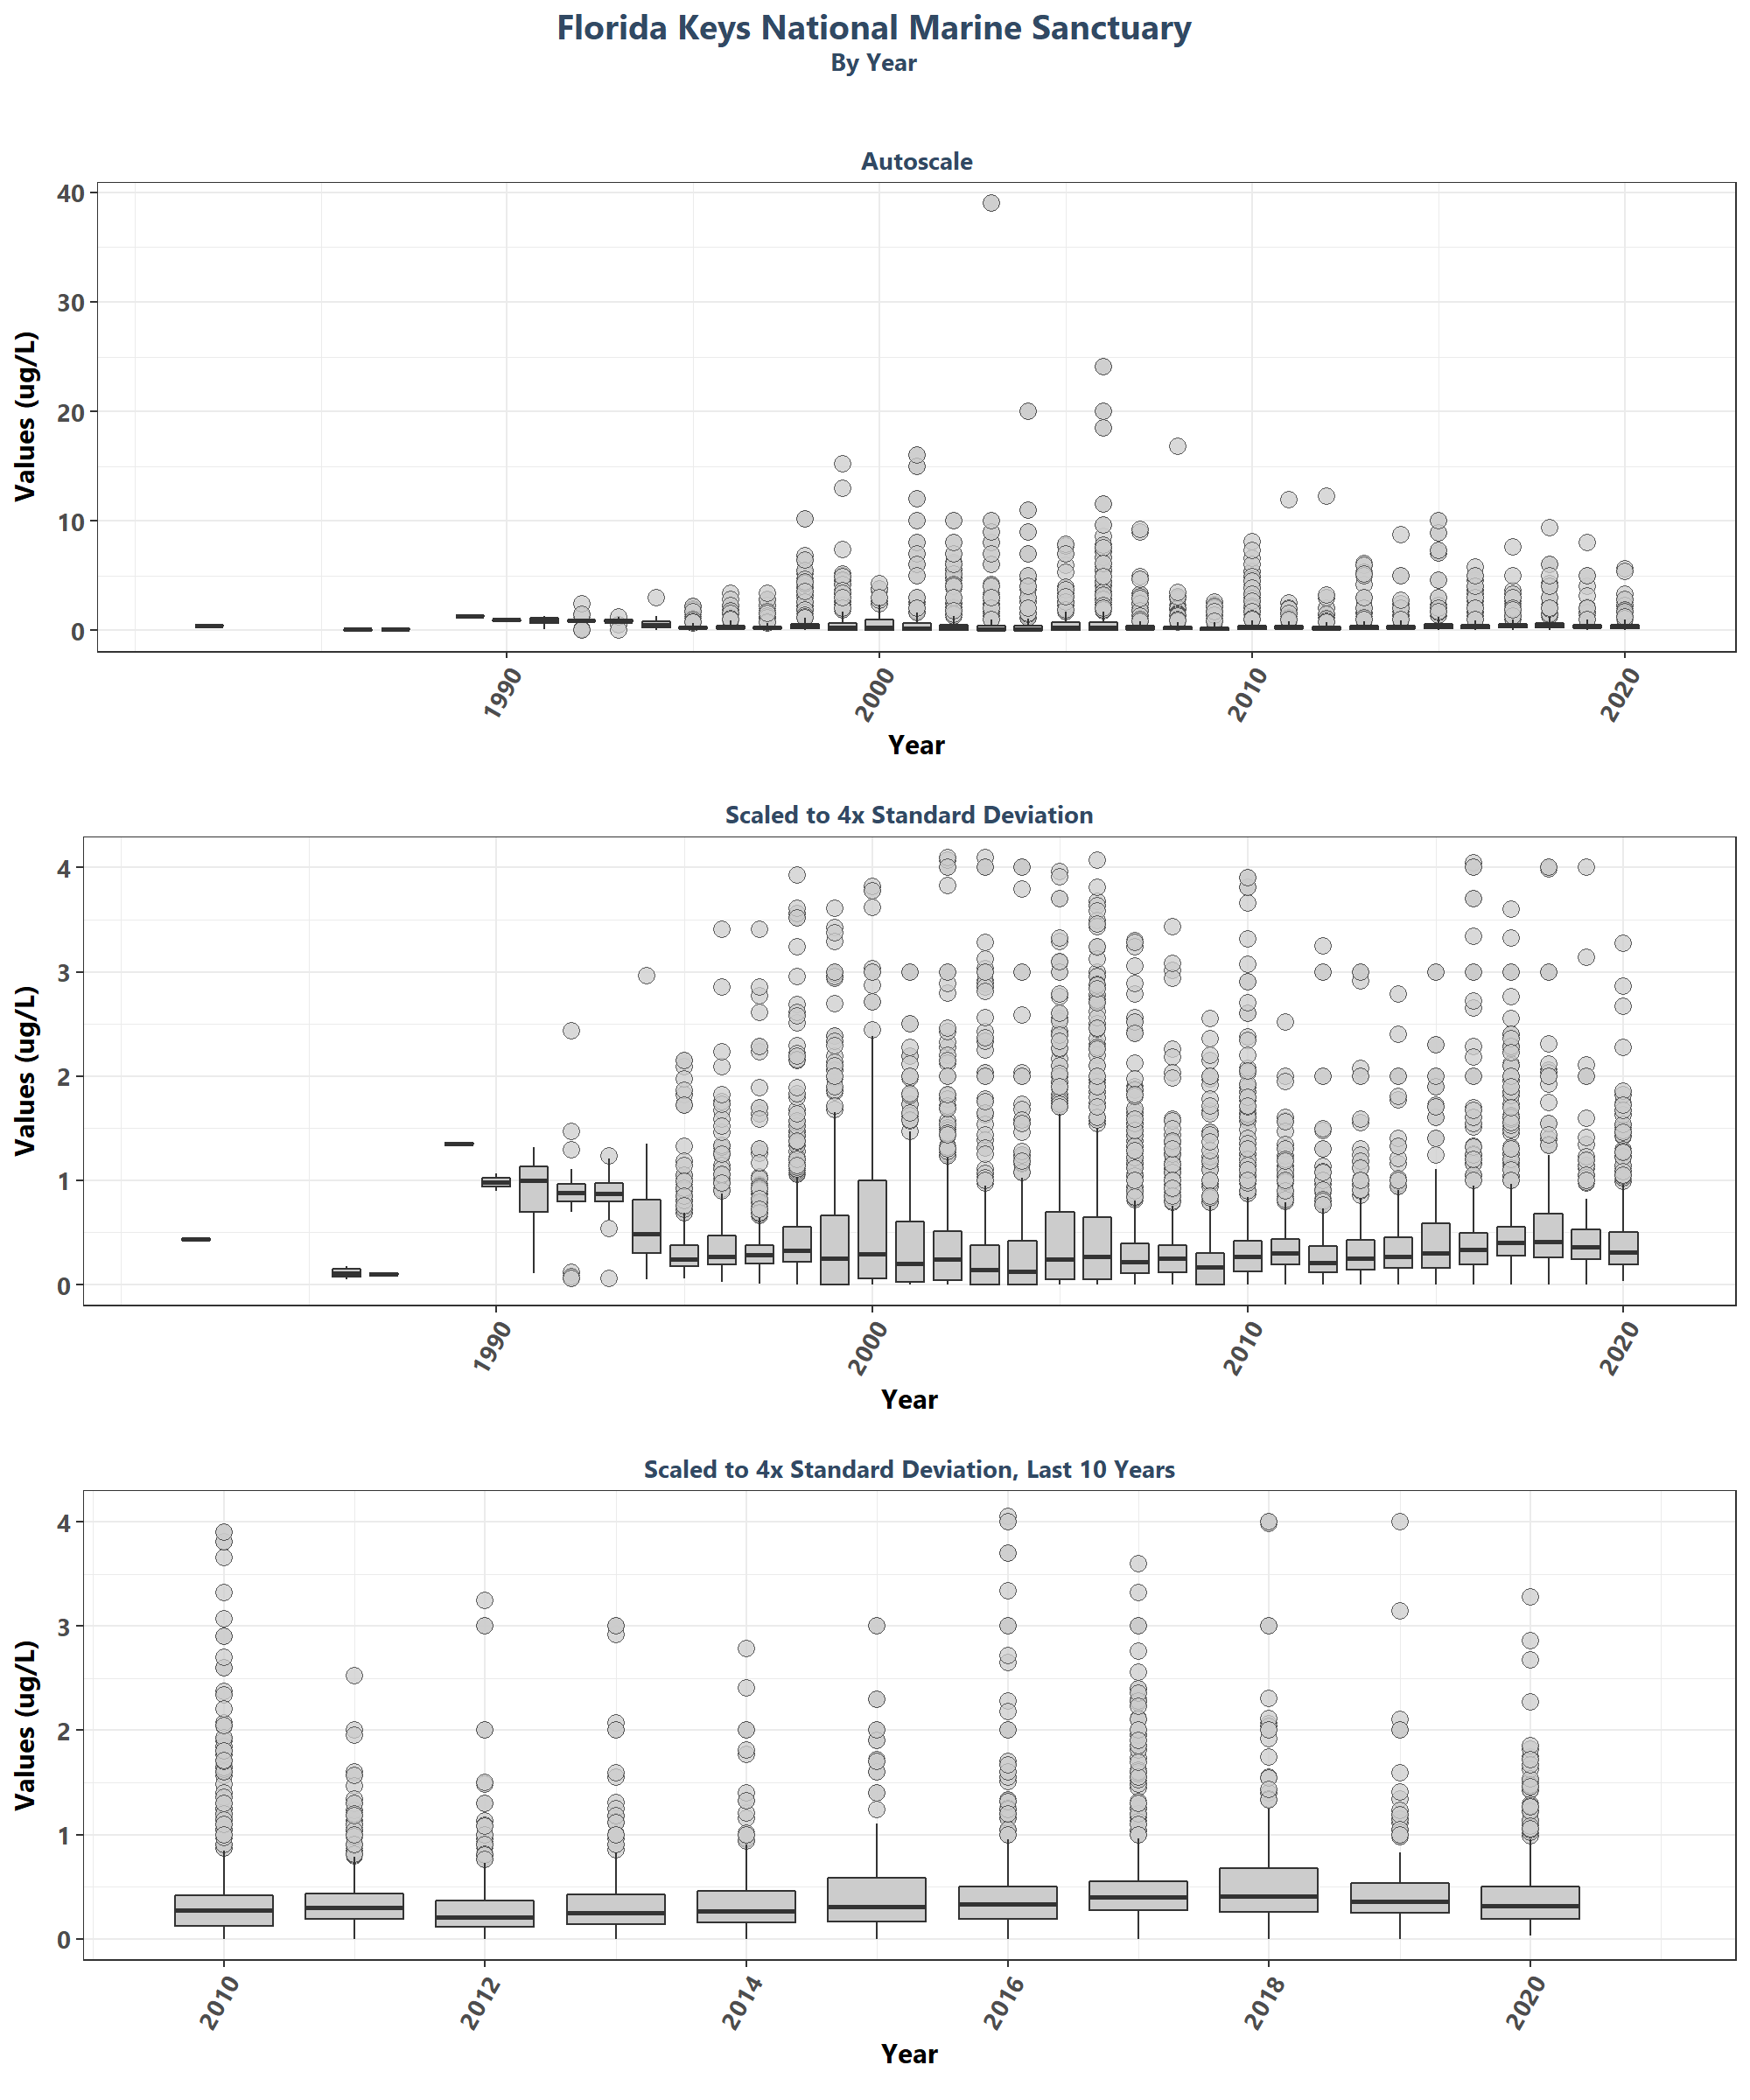 Florida Keys National Marine Sanctuary
By Year
Autoscale
Values (ug/L)
40
30
20
10
0
1990
2000
2010
2020
Year
Scaled to 4x Standard Deviation
Values (ug/L)
4
3
2
1
0
1990
2000
2010
2020
Year
Scaled to 4x Standard Deviation, Last 10 Years
Values (ug/L)
4
3
2
1
0
2010
2012
2014
2016
2018
2020
Year